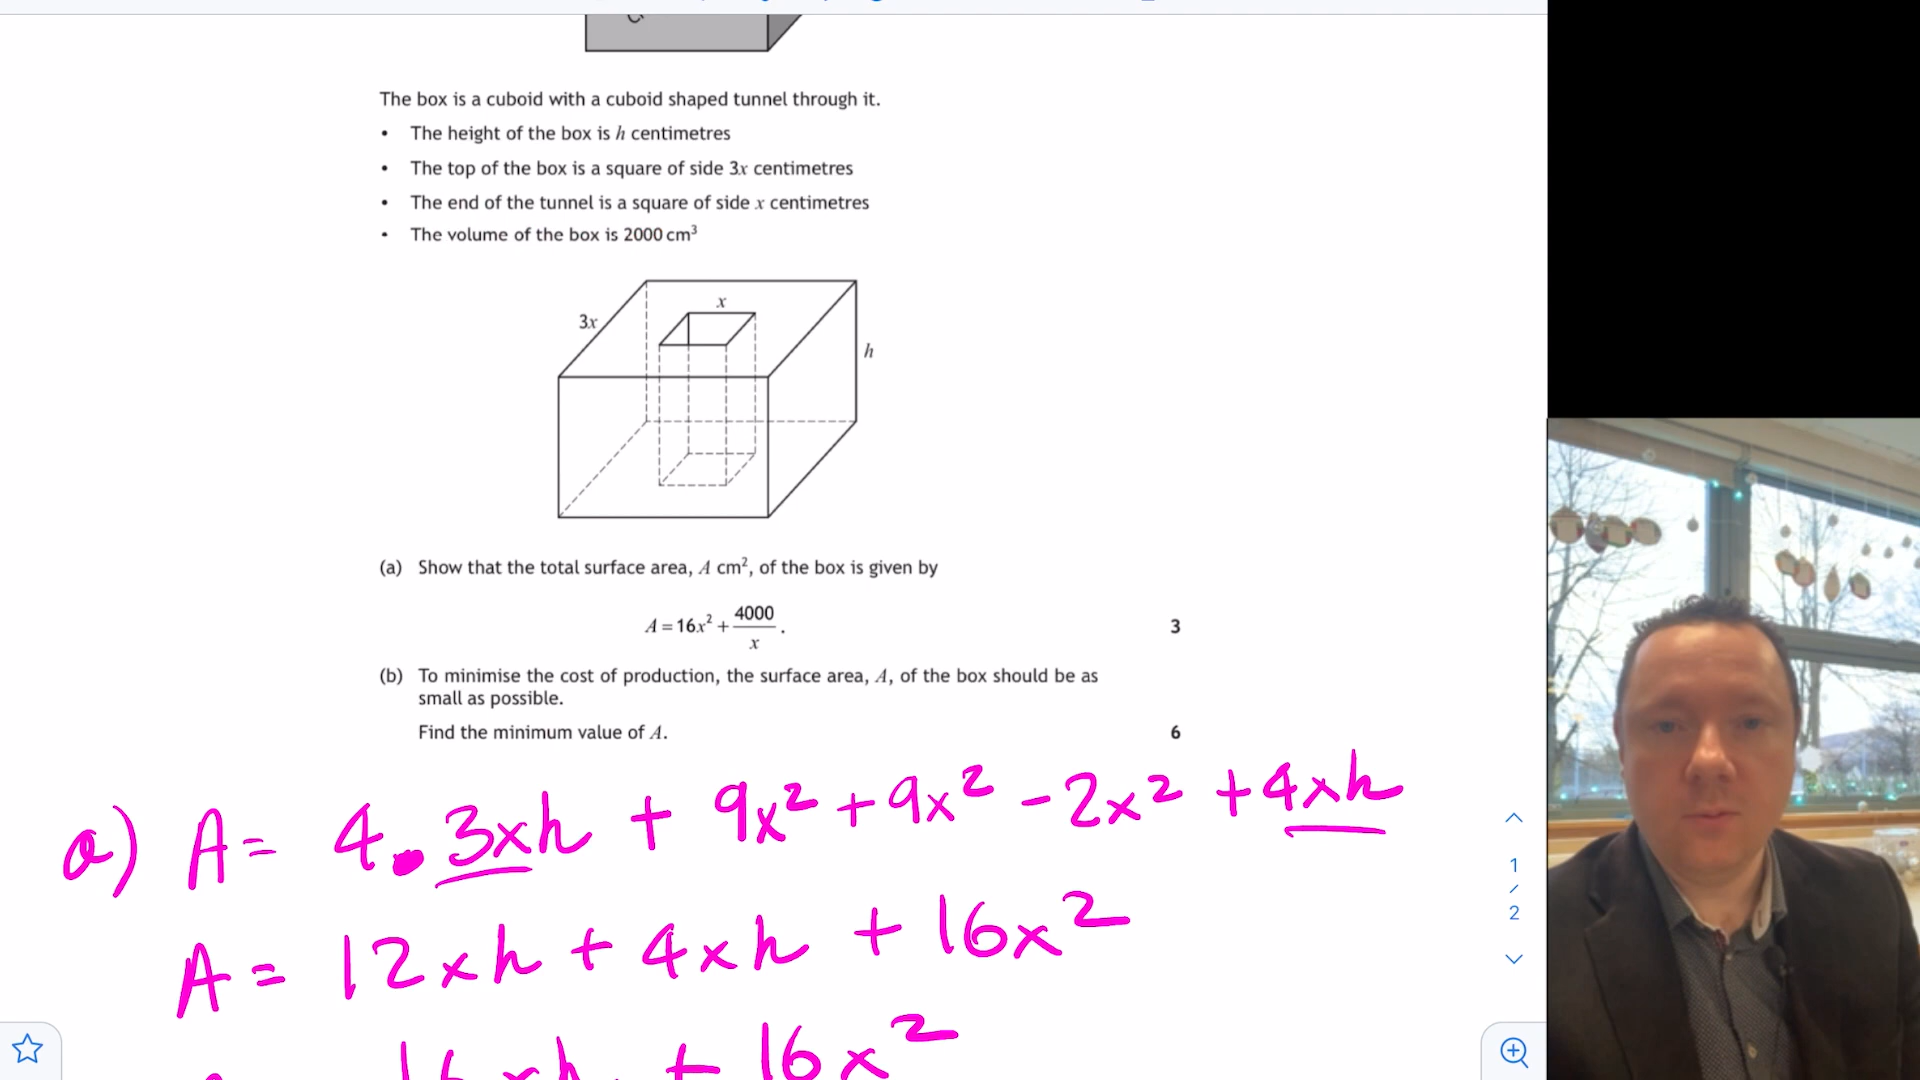 The box is a cuboid with a cuboid shaped tunnel through it.
• The height of the box is h centimetres
• The top of the box is a square of side 3x centimetres
• The end of the tunnel is a square of side x centimetres
• The volume of the box is 2000 cm³
x
3x
h
(a) Show that the total surface area, A cm², of the box is given by
A = 16x² + 4000/x .
3
(b) To minimise the cost of production, the surface area, A, of the box should be as
small as possible.
Find the minimum value of A.
6
a) A = 4 . 3xh + 9x² + 9x² - 2x² + 4xh
A = 12xh + 4xh + 16x²
16xh + 16x²
1
/
2